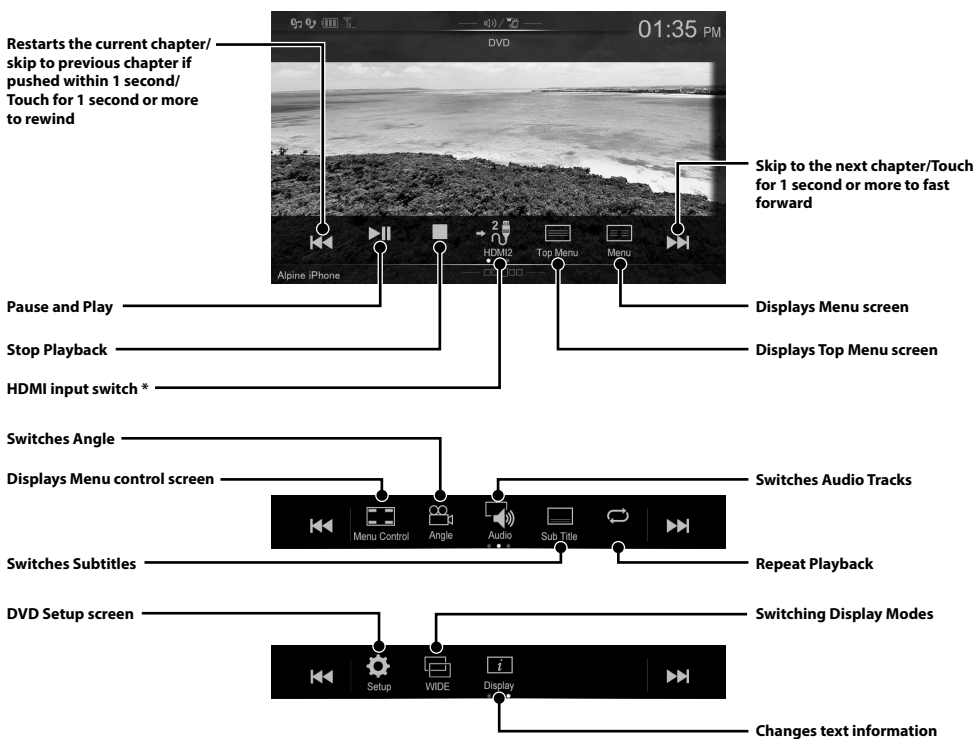 01:35 PM
DVD
Restarts the current chapter/
skip to previous chapter if
pushed within 1 second/
Touch for 1 second or more
to rewind
Skip to the next chapter/Touch
for 1 second or more to fast
forward
2
HDMI2
Top Menu
Menu
Alpine iPhone
Pause and Play
Displays Menu screen
Stop Playback
Displays Top Menu screen
HDMI input switch *
Switches Angle
Displays Menu control screen
Switches Audio Tracks
Menu Control
Angle
Audio
Sub Title
Switches Subtitles
Repeat Playback
DVD Setup screen
Switching Display Modes
i
Setup
WIDE
Display
Changes text information